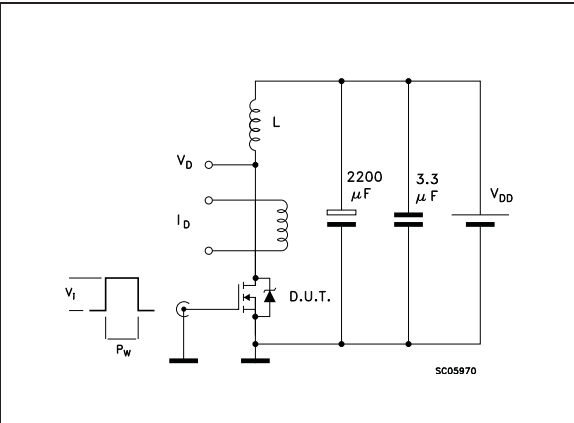 L
V_D
2200
μF
3.3
μF
V_DD
I_D
V_i
D.U.T.
P_W
SC05970